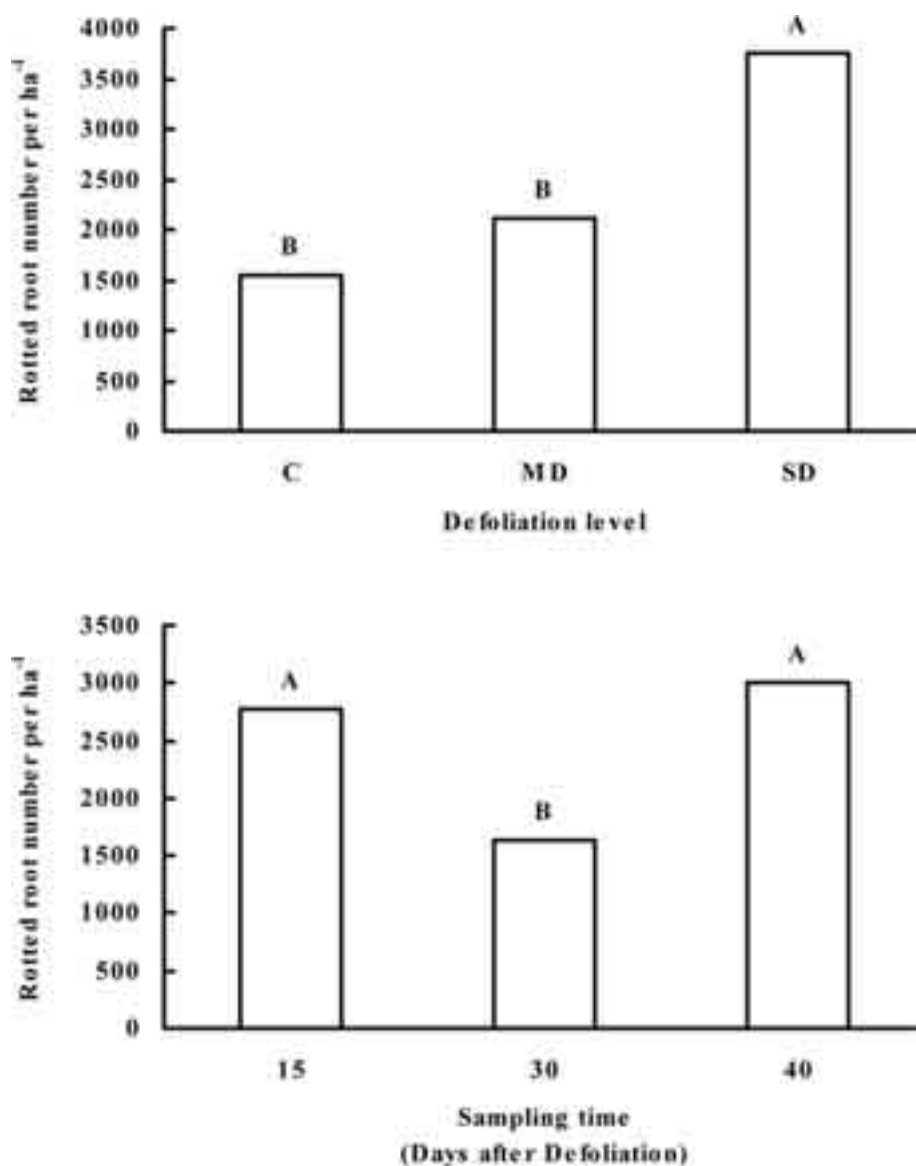 Rotted root number per ha⁻¹
4000
3500
3000
2500
2000
1500
1000
500
0
B
B
A
C MD SD
Defoliation level
Rotted root number per ha⁻¹
3500
3000
2500
2000
1500
1000
500
0
A
B
A
15 30 40
Sampling time
(Days after Defoliation)